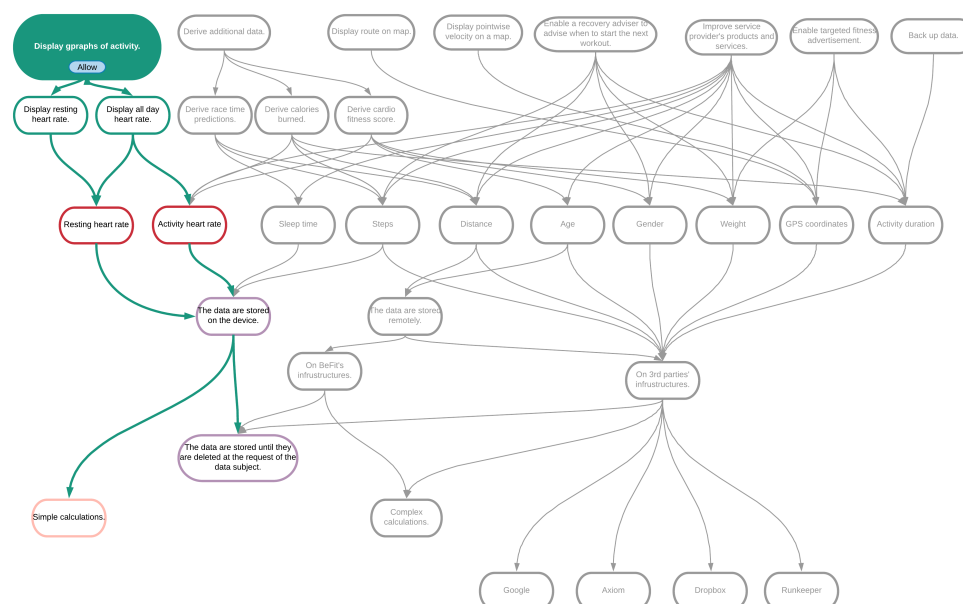 Display gpraphs of activity.
Allow
Derive additional data.
Display route on map.
Display pointwise
velocity on a map.
Enable a recovery adviser to
advise when to start the next
workout.
Improve service
provider's products and
services.
Enable targeted fitness
advertisement.
Back up data.
Display resting
heart rate.
Display all day
heart rate.
Derive race time
predictions.
Derive calories
burned.
Derive cardio
fitness score.
Resting heart rate
Activity heart rate
Sleep time
Steps
Distance
Age
Gender
Weight
GPS coordinates
Activity duration
The data are stored
on the device.
The data are stored
remotely.
On BeFit's
infrustructures.
On 3rd parties'
infrastructures.
The data are stored until they
are deleted at the request of the
data subject.
Simple calculations.
Complex
calculations.
Google
Axiom
Dropbox
Runkeeper